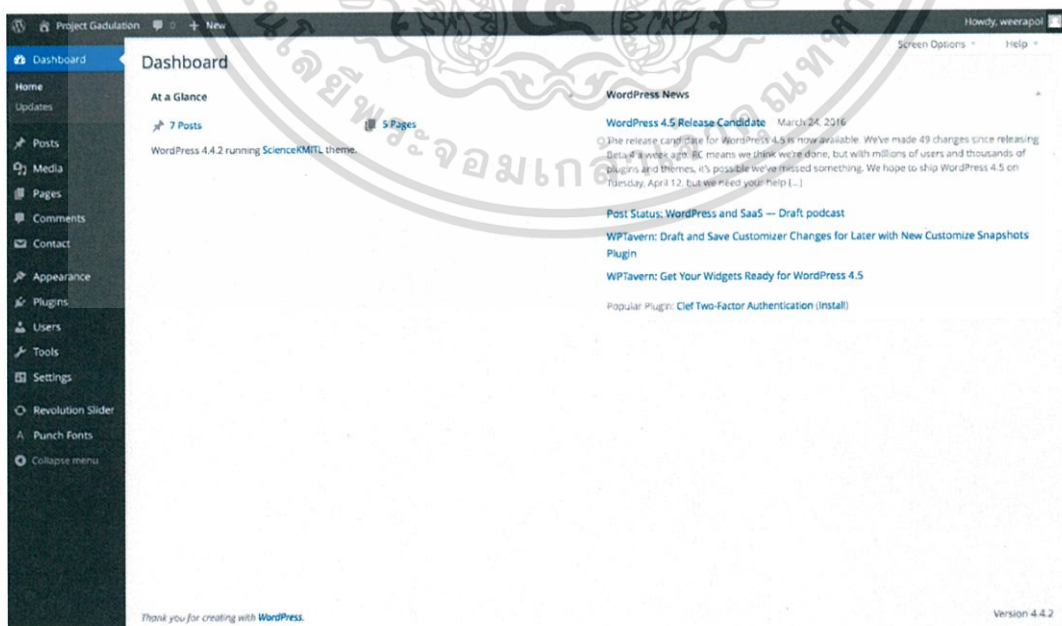 Project Gadulation 0 + New Howdy, weerapol
Screen Options Help
Dashboard
Home
Updates
Posts
Media
Pages
Comments
Contact
Appearance
Plugins
Users
Tools
Settings
Revolution Slider
Punch Fonts
Collapse menu
Dashboard
At a Glance
7 Posts 5 Pages
WordPress 4.4.2 running ScienceKMITL theme.
WordPress News
WordPress 4.5 Release Candidate March 24, 2016
The release candidate for WordPress 4.5 is now available. We've made 49 changes since releasing
Beta 4 a week ago. RC means we think we're done, but with millions of users and thousands of
plugins and themes, it's possible we've missed something. We hope to ship WordPress 4.5 on
Tuesday, April 12, but we need your help [...]
Post Status: WordPress and SaaS — Draft podcast
WPTavern: Draft and Save Customizer Changes for Later with New Customize Snapshots
Plugin
WPTavern: Get Your Widgets Ready for WordPress 4.5
Popular Plugin: Clef Two-Factor Authentication (Install)
Thank you for creating with WordPress.
Version 4.4.2